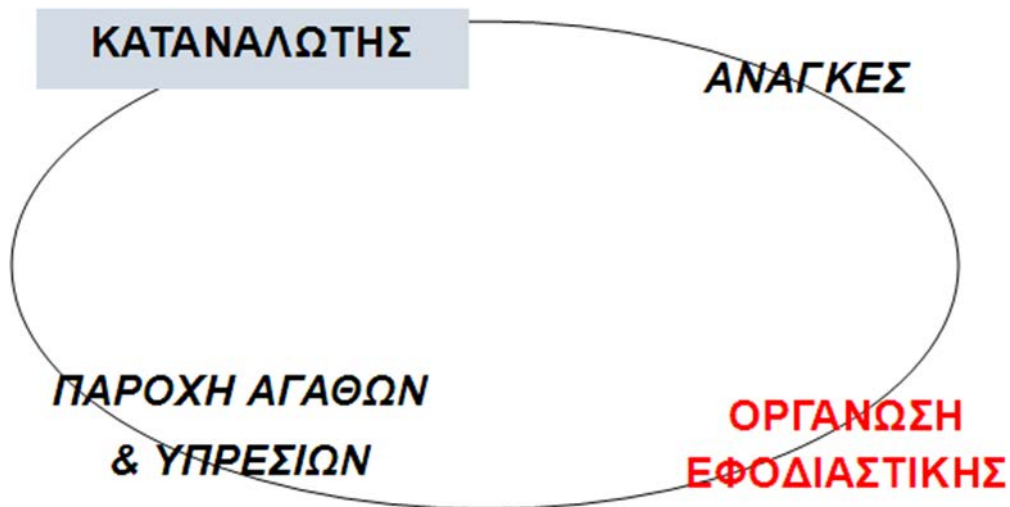 ΚΑΤΑΝΑΛΩΤΗΣ
ΑΝΑΓΚΕΣ
ΠΑΡΟΧΗ ΑΓΑΘΩΝ
& ΥΠΡΕΣΙΩΝ
ΟΡΓΑΝΩΣΗ
ΕΦΟΔΙΑΣΤΙΚΗΣ